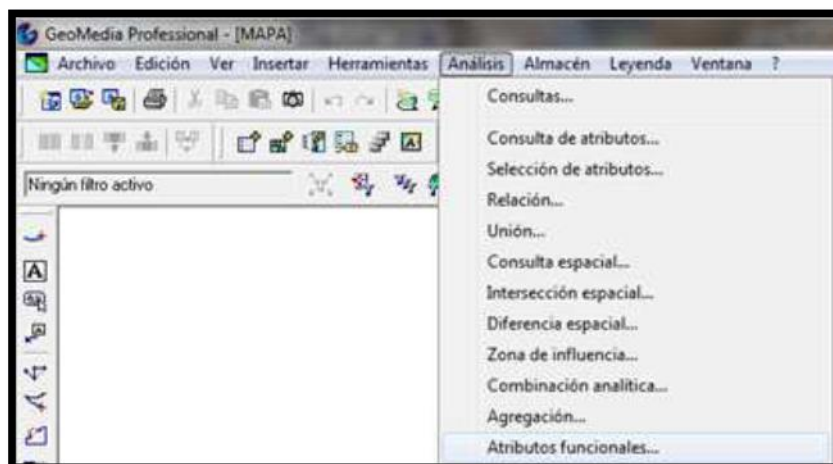 GeoMedia Professional - [MAPA]
Archivo Edición Ver Insertar Herramientas Análisis Almacén Leyenda Ventana ?
Consultas...
Consulta de atributos...
Selección de atributos...
Ningún filtro activo
Relación...
Unión...
Consulta espacial...
A
Intersección espacial...
Diferencia espacial...
Zona de influencia...
Combinación analítica...
Agregación...
Atributos funcionales...